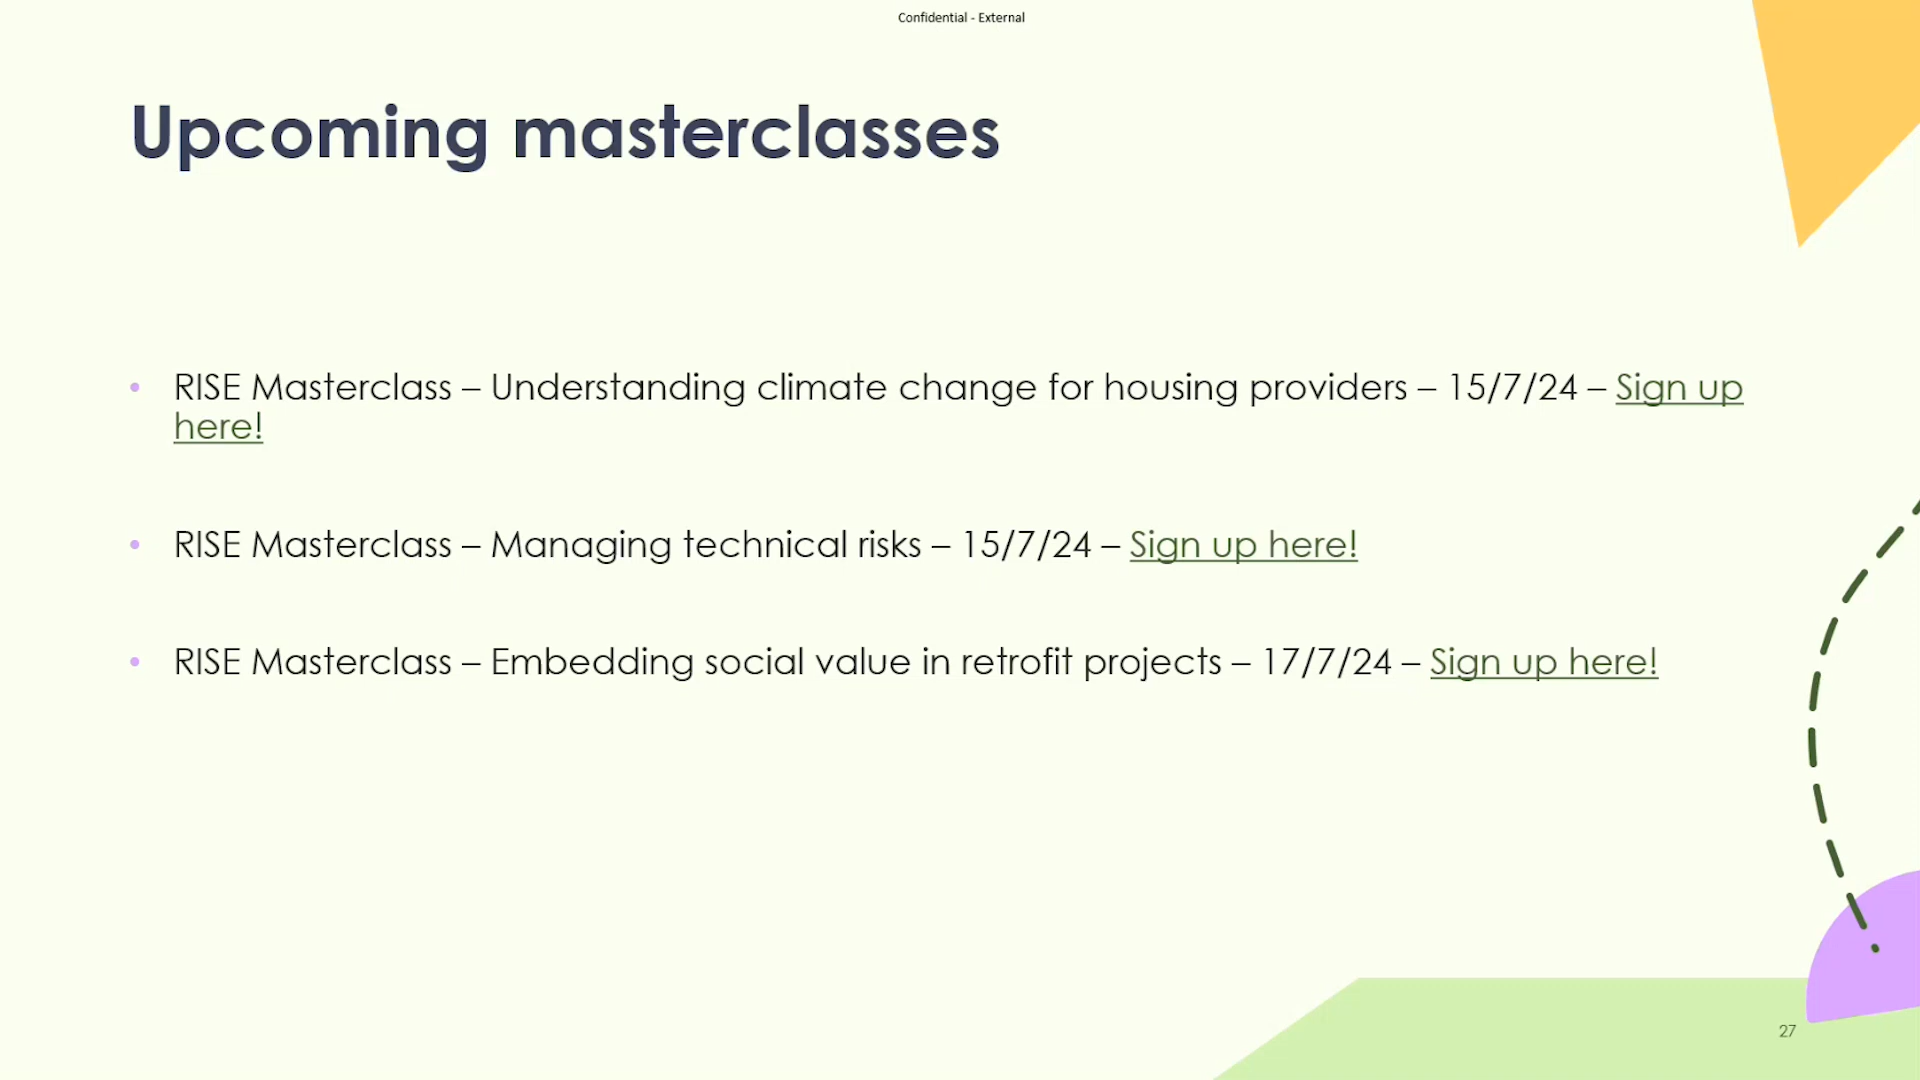 Confidential - External
Upcoming masterclasses
• RISE Masterclass – Understanding climate change for housing providers – 15/7/24 – Sign up
here!
• RISE Masterclass – Managing technical risks – 15/7/24 – Sign up here!
• RISE Masterclass – Embedding social value in retrofit projects – 17/7/24 – Sign up here!
27